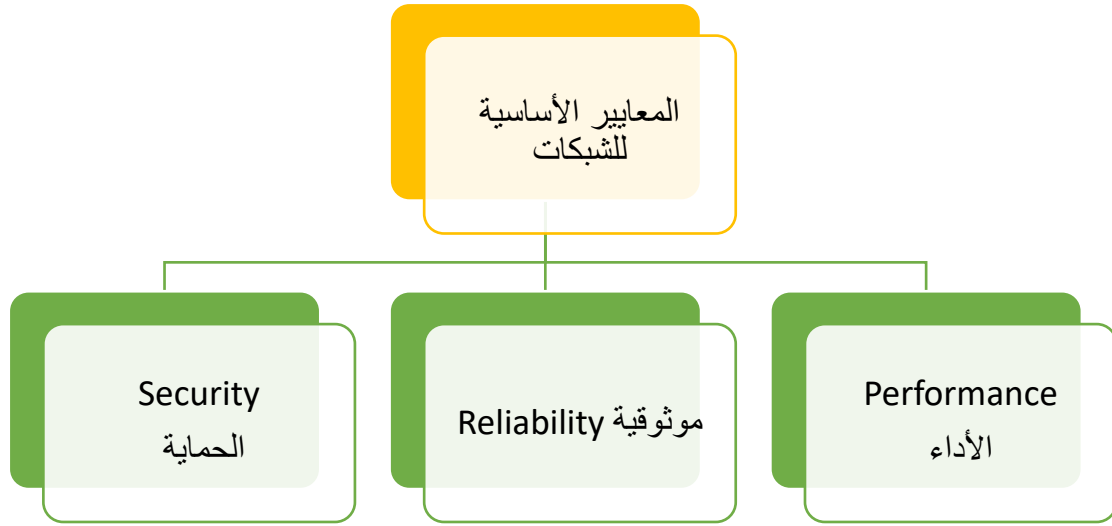 المعايير الأساسية
للشبكات
Performance
الأداء
موثوقية Reliability
Security
الحماية